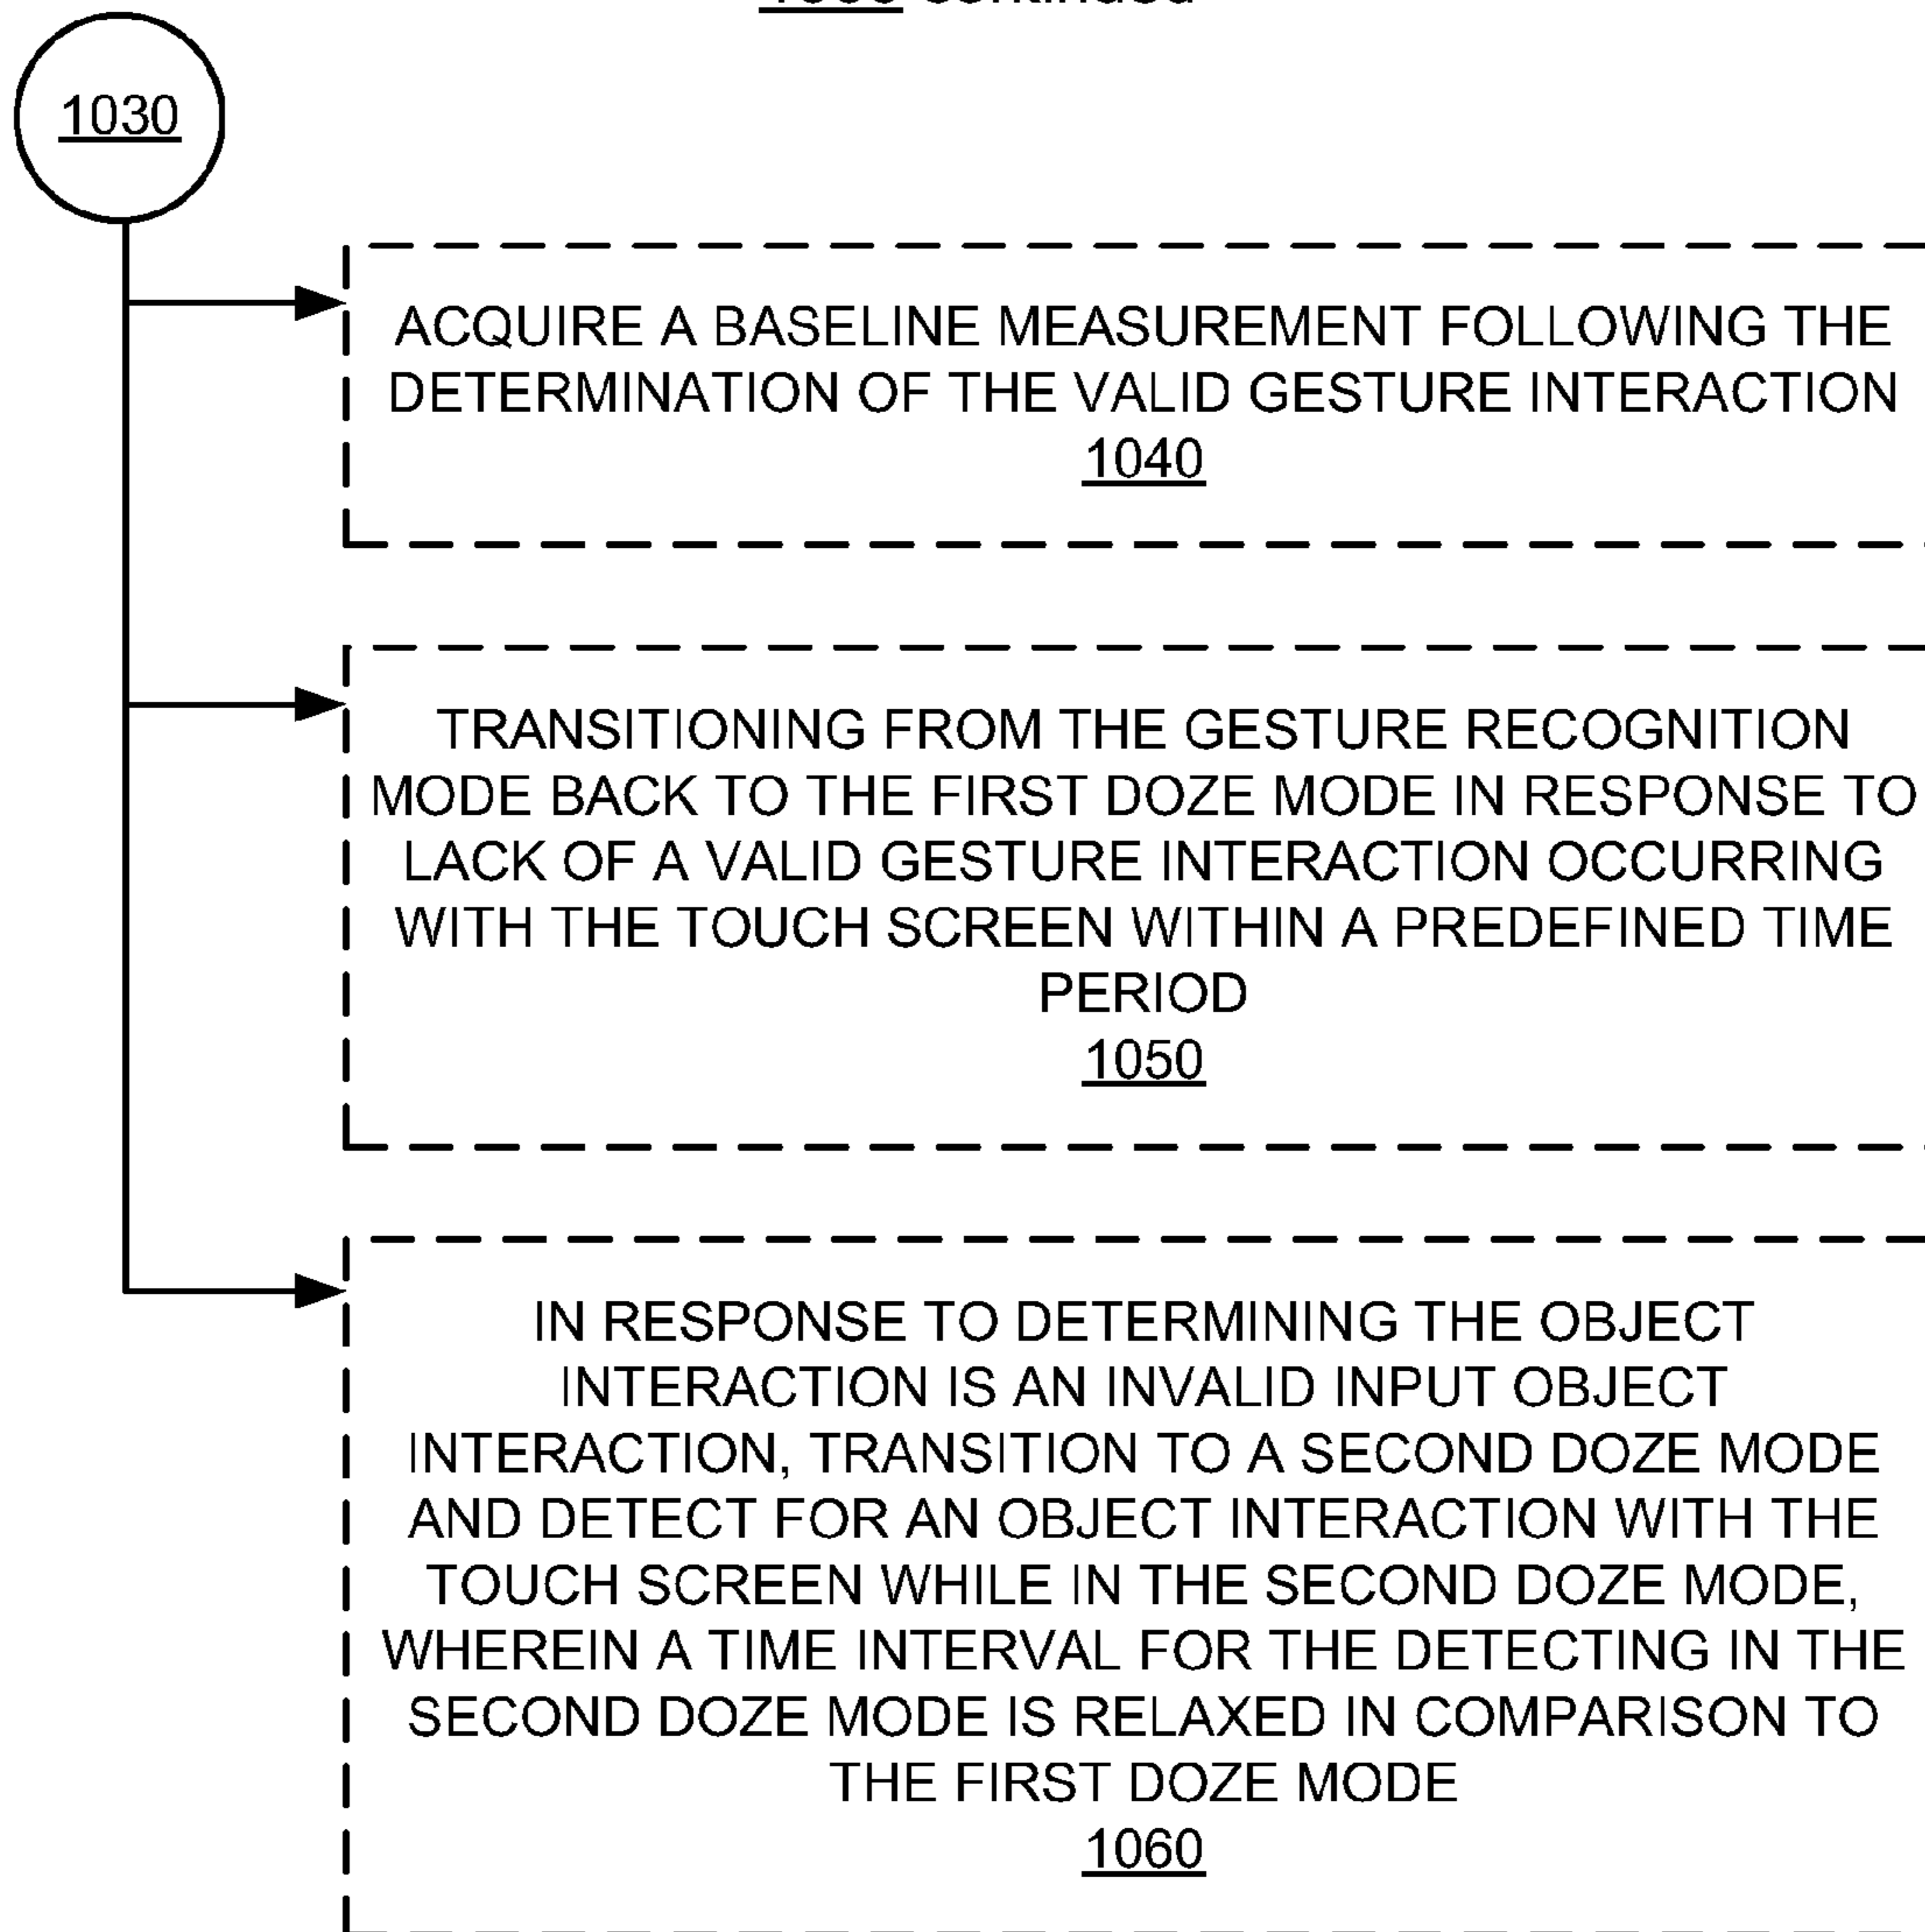 continued
1030
ACQUIRE A BASELINE MEASUREMENT FOLLOWING THE
DETERMINATION OF THE VALID GESTURE INTERACTION
1040
TRANSITIONING FROM THE GESTURE RECOGNITION
MODE BACK TO THE FIRST DOZE MODE IN RESPONSE TO
LACK OF A VALID GESTURE INTERACTION OCCURRING
WITH THE TOUCH SCREEN WITHIN A PREDEFINED TIME
PERIOD
1050
IN RESPONSE TO DETERMINING THE OBJECT
INTERACTION IS AN INVALID INPUT OBJECT
INTERACTION, TRANSITION TO A SECOND DOZE MODE
AND DETECT FOR AN OBJECT INTERACTION WITH THE
TOUCH SCREEN WHILE IN THE SECOND DOZE MODE,
WHEREIN A TIME INTERVAL FOR THE DETECTING IN THE
SECOND DOZE MODE IS RELAXED IN COMPARISON TO
THE FIRST DOZE MODE
1060